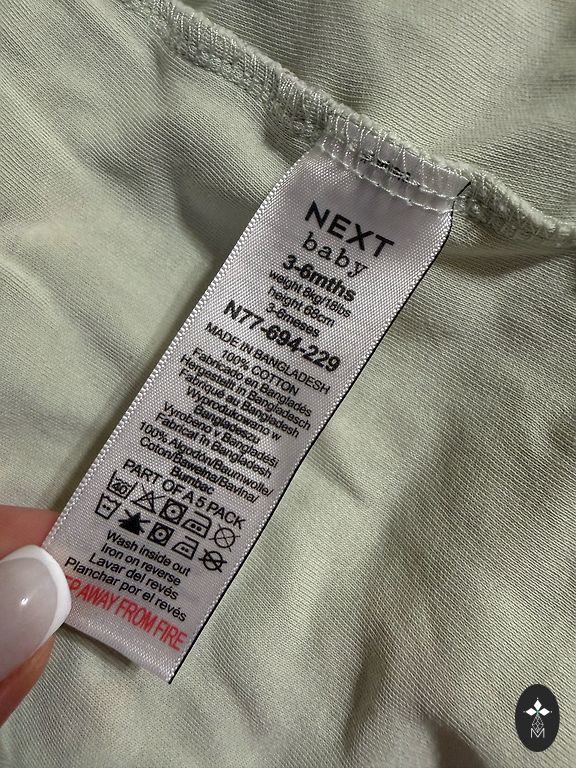 NEXT
baby
3-6mths
weight 8kg/18lbs
height 68cm
3-6meses
N77-694-229
MADE IN BANGLADESH
100% COTTON
Fabricado en Bangladés
Hergestellt in Bangladesch
Fabriqué au Bangladesh
Wyprodukowano w
Bangladeszu
Vyrobeno v Bangladéši
Fabricat în Bangladesh
100% Algodón/Baumwolle/
Coton/Bawełna/Bavlna/
Bumbac
PART OF A 5 PACK
40
Wash inside out
Iron on reverse
Lavar del revés
Planchar por el revés
AWAY FROM FIRE
M